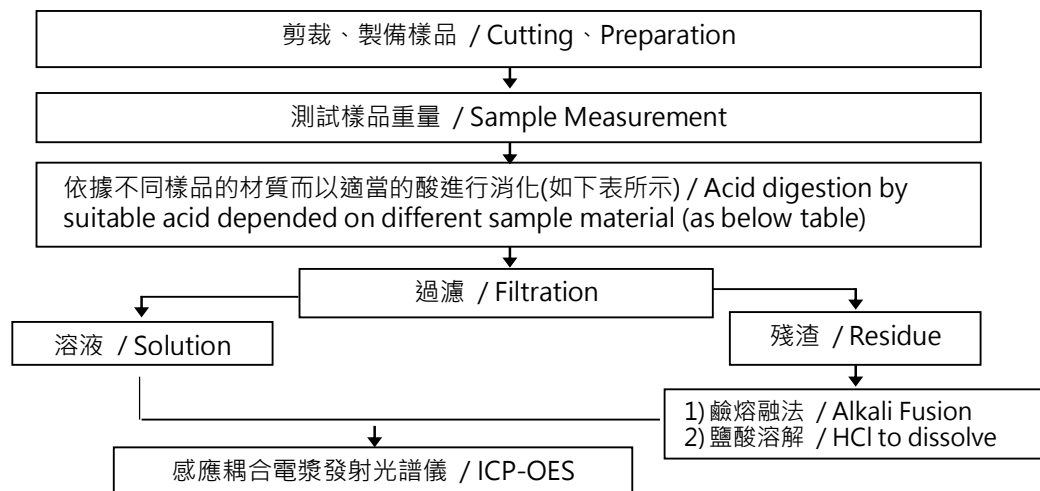 剪裁、製備樣品 / Cutting、Preparation
測試樣品重量 / Sample Measurement
依據不同樣品的材質而以適當的酸進行消化(如下表所示) / Acid digestion by
suitable acid depended on different sample material (as below table)
過濾 / Filtration
溶液 / Solution
殘渣 / Residue
1) 鹼熔融法 / Alkali Fusion
2) 鹽酸溶解 / HCl to dissolve
感應耦合電漿發射光譜儀 / ICP-OES